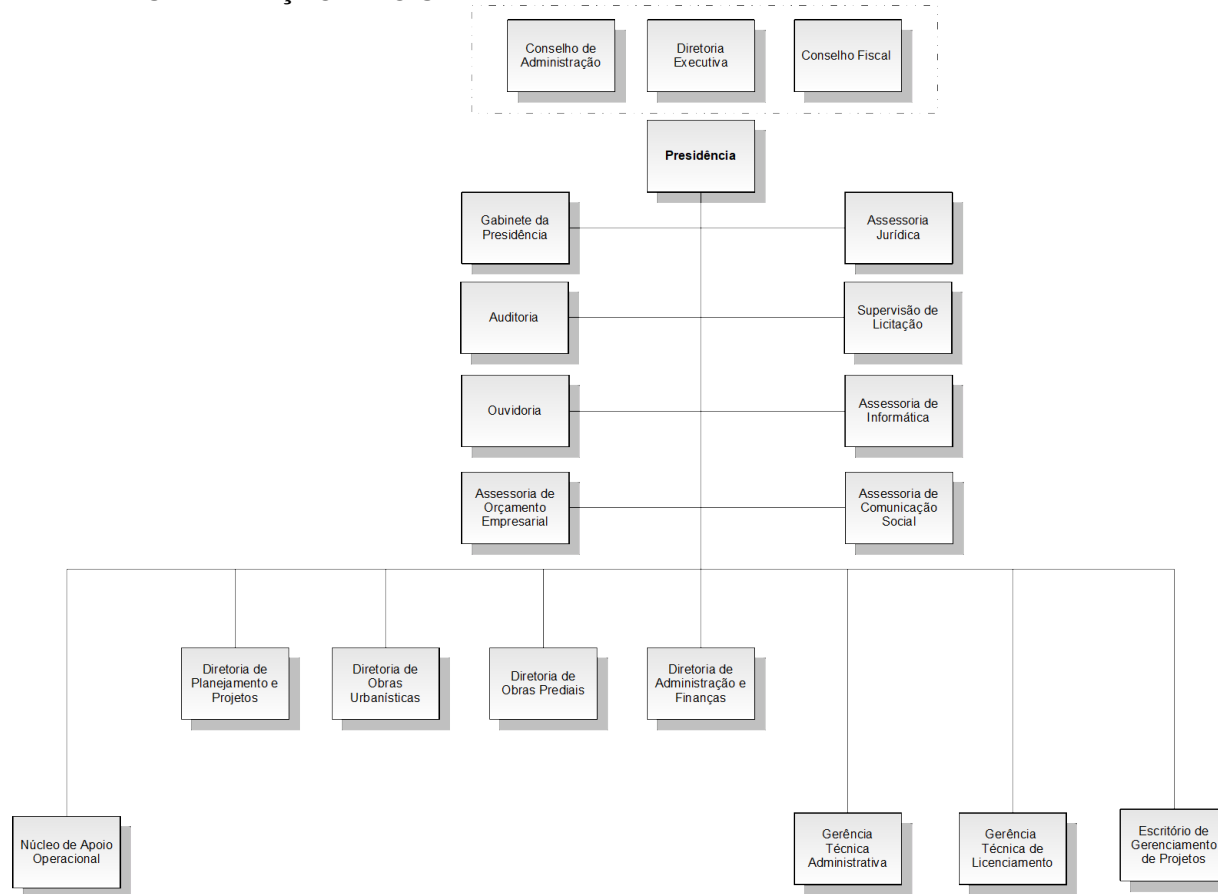 Conselho de
Administração
Diretoria
Executiva
Conselho Fiscal
Presidência
Gabinete da
Presidência
Assessoria
Jurídica
Auditoria
Supervisão de
Licitação
Ouvidoria
Assessoria de
Informática
Assessoria de
Orçamento
Empresarial
Assessoria de
Comunicação
Social
Diretoria de
Planejamento e
Projetos
Diretoria de
Obras
Urbanísticas
Diretoria de
Obras Prediais
Diretoria de
Administração e
Finanças
Núcleo de Apoio
Operacional
Gerência
Técnica
Administrativa
Gerência
Técnica de
Licenciamento
Escritório de
Gerenciamento
de Projetos